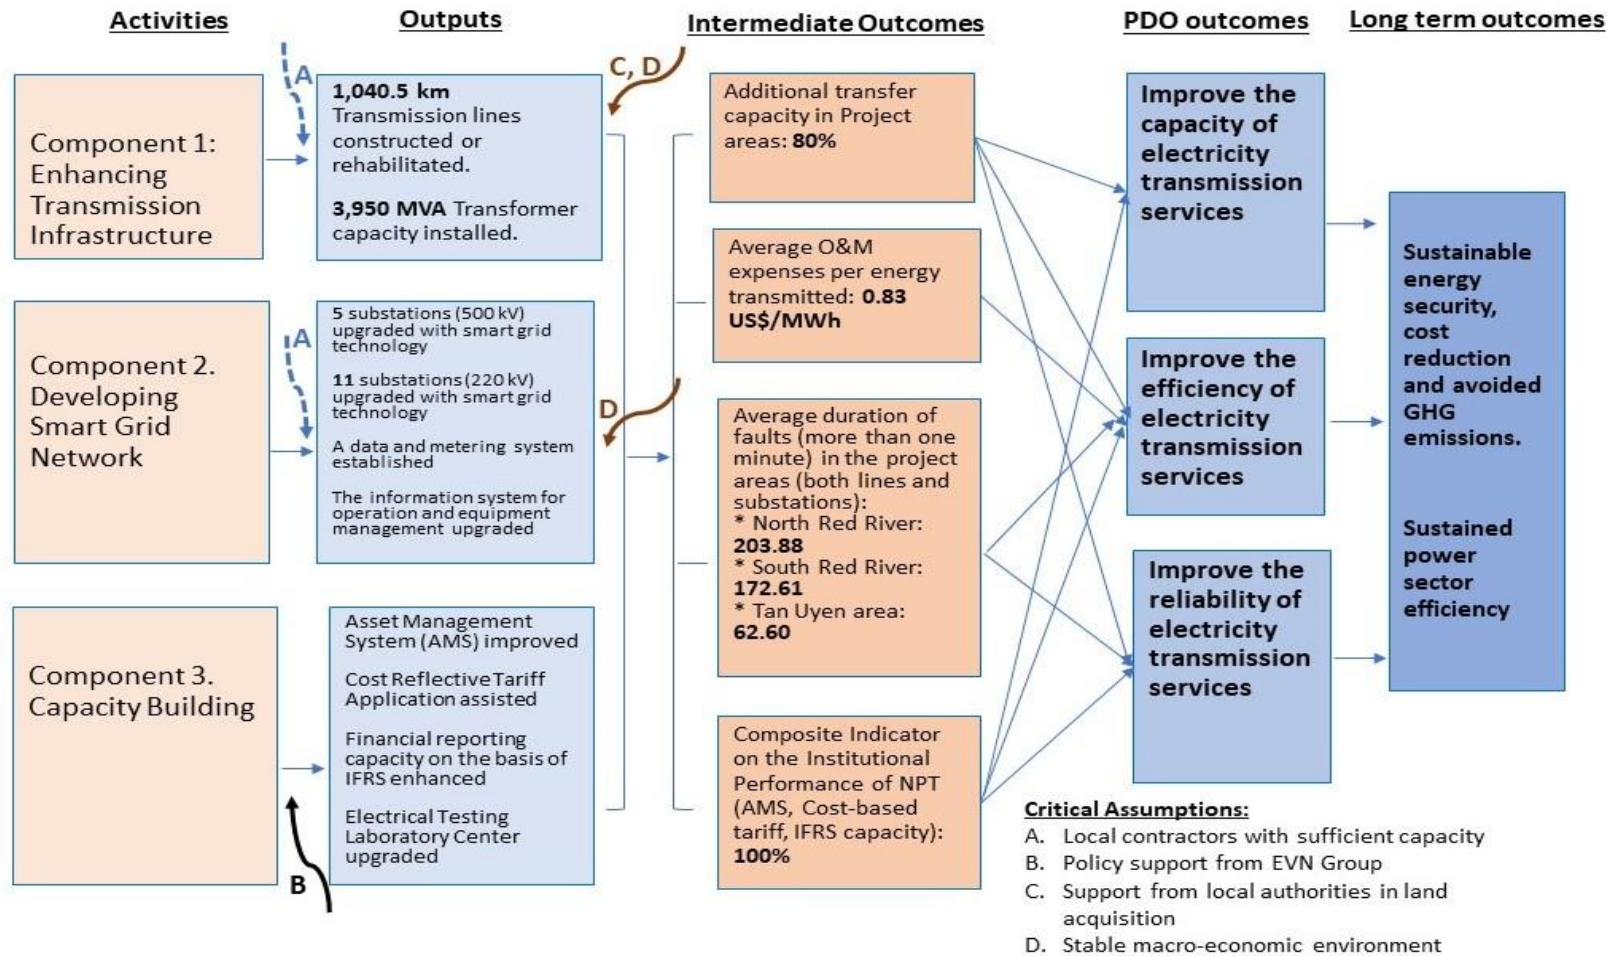 Activities
Outputs
Intermediate Outcomes
PDO outcomes
Long term outcomes
Component 1:
Enhancing
Transmission
Infrastructure
A
1,040.5 km
Transmission lines
constructed or
rehabilitated.
3,950 MVA Transformer
capacity installed.
C, D
Component 2.
Developing
Smart Grid
Network
A
5 substations (500 kV)
upgraded with smart grid
technology
11 substations (220 kV)
upgraded with smart grid
technology
A data and metering system
established
The information system for
operation and equipment
management upgraded
D
Component 3.
Capacity Building
B
Asset Management
System (AMS) improved
Cost Reflective Tariff
Application assisted
Financial reporting
capacity on the basis of
IFRS enhanced
Electrical Testing
Laboratory Center
upgraded
Additional transfer
capacity in Project
areas: 80%
Average O&M
expenses per energy
transmitted: 0.83
US$/MWh
Average duration of
faults (more than one
minute) in the project
areas (both lines and
substations):
* North Red River:
203.88
* South Red River:
172.61
* Tan Uyen area:
62.60
Composite Indicator
on the Institutional
Performance of NPT
(AMS, Cost-based
tariff, IFRS capacity):
100%
Improve the
capacity of
electricity
transmission
services
Improve the
efficiency of
electricity
transmission
services
Improve the
reliability of
electricity
transmission
services
Sustainable
energy
security,
cost
reduction
and avoided
GHG
emissions.
Sustained
power
sector
efficiency
Critical Assumptions:
A. Local contractors with sufficient capacity
B. Policy support from EVN Group
C. Support from local authorities in land
acquisition
D. Stable macro-economic environment